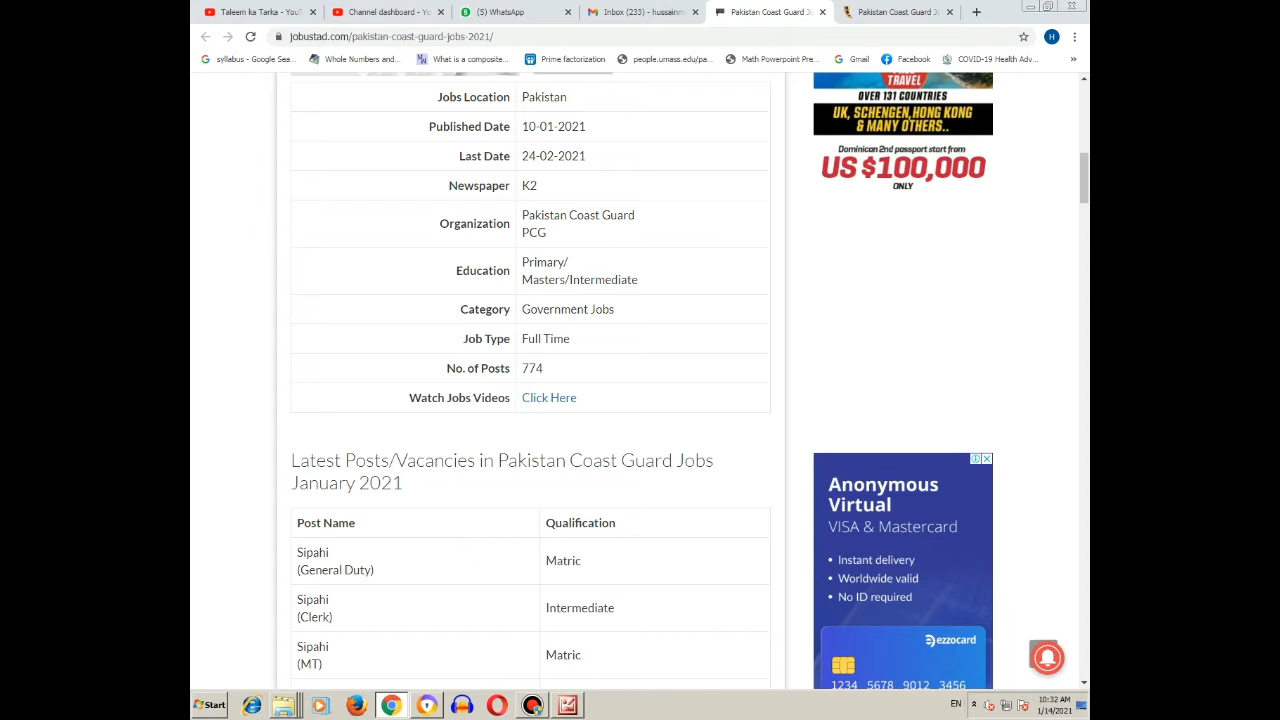 Taleem ka Tarka - YouT
Channel dashboard - Yo
(5) WhatsApp
Inbox (233) - hussainm
Pakistan Coast Guard Jo
Pakistan Coast Guard Jo
jobustad.com/pakistan-coast-guard-jobs-2021/
H
syllabus - Google Sea...
Whole Numbers and...
What is a composite...
Prime factorization
people.umass.edu/pa...
Math Powerpoint Pre...
Gmail
Facebook
COVID-19 Health Adv...
»
Jobs Location Pakistan
Published Date 10-01-2021
Last Date 24-02-2021
Newspaper K2
Organization Pakistan Coast Guard
PCG
Education Primary/
Masters/Intermediate
Category Government Jobs
Job Type Full Time
No. of Posts 774
Watch Jobs Videos Click Here
Latest Posts/Vacancies in Pakistan Coast Guard Jobs
January 2021
Post Name Qualification
Sipahi
(General Duty) Matric
Sipahi
(Clerk) Intermediate
Sipahi
(MT) Matric
TRAVEL
OVER 131 COUNTRIES
UK, SCHENGEN,HONG KONG
& MANY OTHERS..
Dominican 2nd passport start from
US $100,000
ONLY
Anonymous
Virtual
VISA & Mastercard
• Instant delivery
• Worldwide valid
• No ID required
ezzocard
1234 5678 9012 3456
Start
EN
10:32 AM
1/14/2021